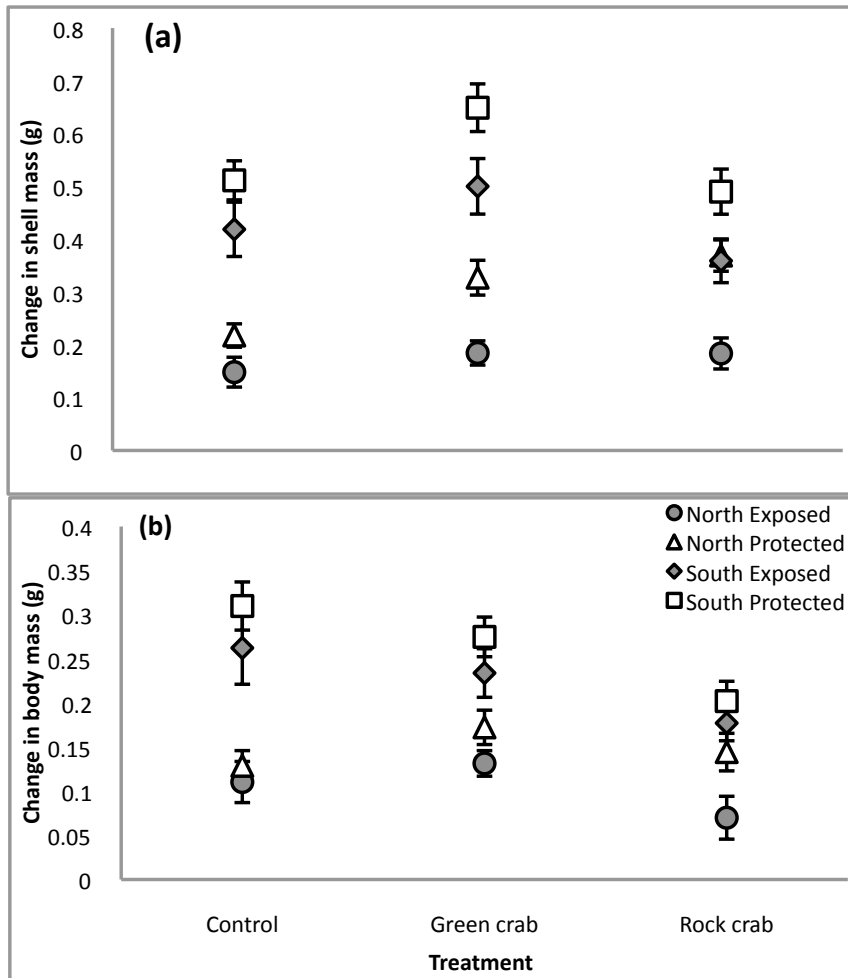 (a)
0.8
0.7
0.6
0.5
0.4
0.3
0.2
0.1
0
Change in shell mass (g)
(b)
0.4
0.35
0.3
0.25
0.2
0.15
0.1
0.05
0
Change in body mass (g)
North Exposed
North Protected
South Exposed
South Protected
Control Green crab Rock crab
Treatment